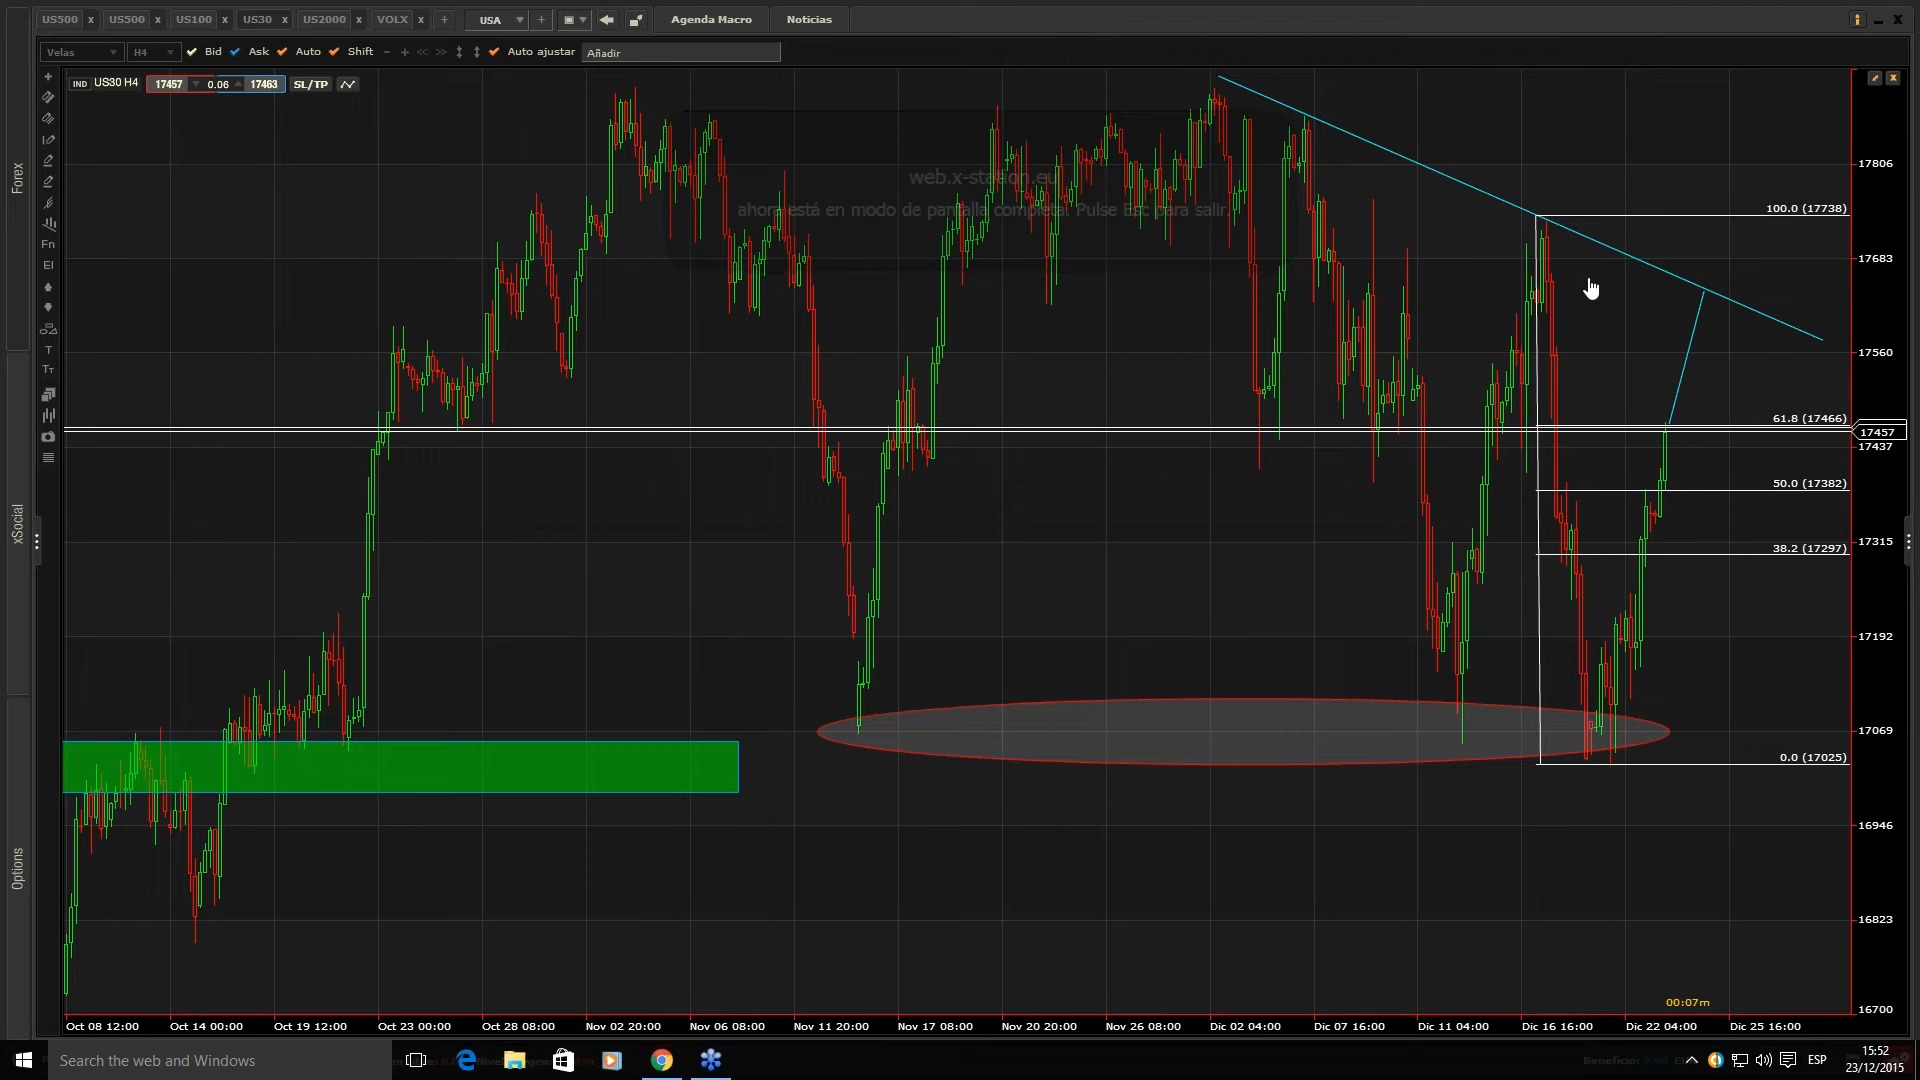 US500 x US500 x US100 x US30 x US2000 x VOLX x + USA + Agenda Macro Noticias
Velas H4 Bid Ask Auto Shift - + << >> Auto ajustar Añadir
IND US30 H4 17457 0.06 17463 SL/TP
Forex
xSocial
Options
Fn
EI
T
TT
web.x-station.eu
ahora está en modo de pantalla completa. Pulse Esc para salir.
17806
100.0 (17738)
17683
17560
61.8 (17466)
17457
17437
50.0 (17382)
38.2 (17297)
17315
17192
17069
0.0 (17025)
16946
16823
16700
00:07m
Oct 08 12:00 Oct 14 00:00 Oct 19 12:00 Oct 23 00:00 Oct 28 08:00 Nov 02 20:00 Nov 06 08:00 Nov 11 20:00 Nov 17 08:00 Nov 20 20:00 Nov 26 08:00 Dic 02 04:00 Dic 07 16:00 Dic 11 04:00 Dic 16 16:00 Dic 22 04:00 Dic 25 16:00
Search the web and Windows
ESP
15:52
23/12/2015